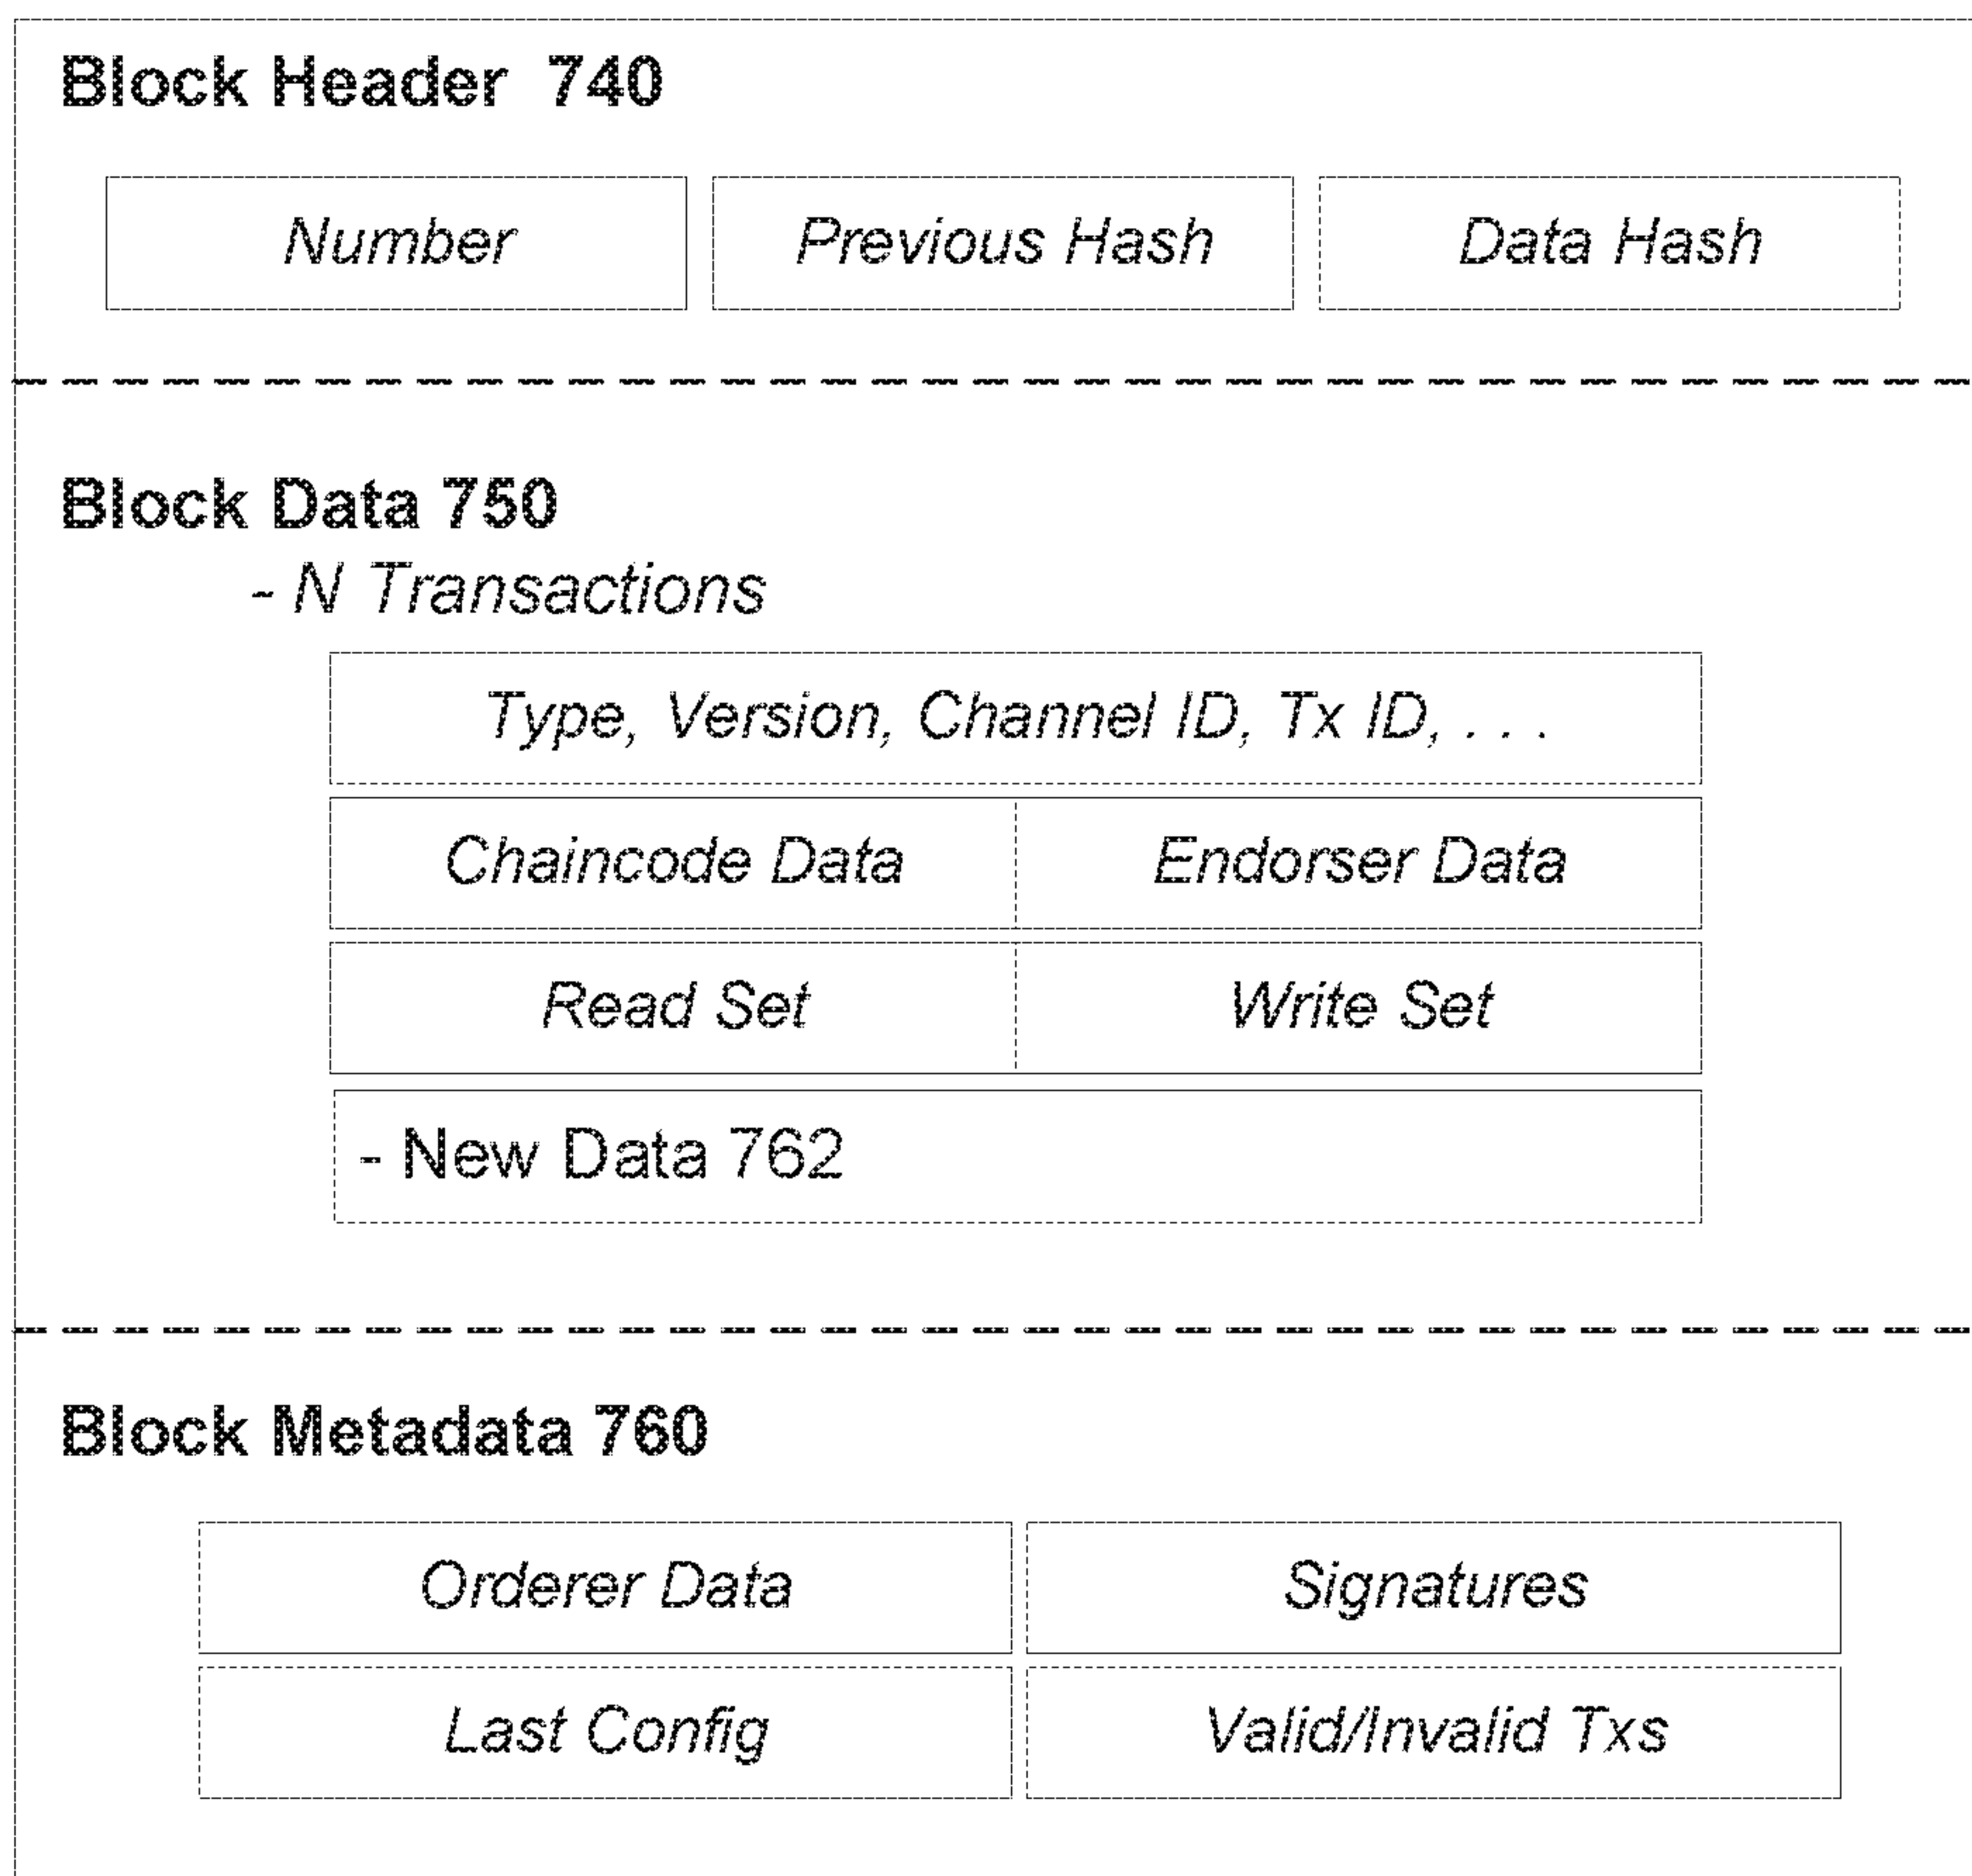 Block Header 740
Number Previous Hash Data Hash
Block Data 750
- N Transactions
Type, Version, Channel ID, Tx ID, . . .
Chaincode Data Endorser Data
Read Set Write Set
- New Data 762
Block Metadata 760
Orderer Data Signatures
Last Config Valid/Invalid Txs